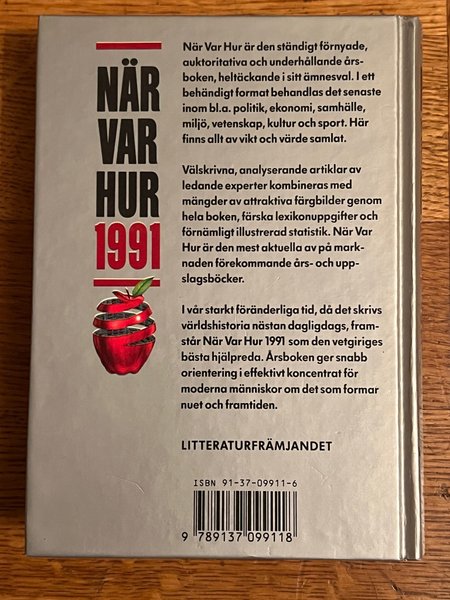 NÄR
VAR
HUR
1991
När Var Hur är den ständigt förnyade,
auktoritativa och underhållande års-
boken, heltäckande i sitt ämnesval. I ett
behändigt format behandlas det senaste
inom bl.a. politik, ekonomi, samhälle,
miljö, vetenskap, kultur och sport. Här
finns allt av vikt och värde samlat.
Välskrivna, analyserande artiklar av
ledande experter kombineras med
mängder av attraktiva färgbilder genom
hela boken, färska lexikonuppgifter och
förnämligt illustrerad statistik. När Var
Hur är den mest aktuella av på mark-
naden förekommande års- och upp-
slagsböcker.
I vår starkt föränderliga tid, då det skrivs
världshistoria nästan dagligdags, fram-
står När Var Hur 1991 som den vetgiriges
bästa hjälpreda. Årsboken ger snabb
orientering i effektivt koncentrat för
moderna människor om det som formar
nuet och framtiden.
LITTERATURFRÄMJANDET
ISBN 91-37-09911-6
9 789137 099118